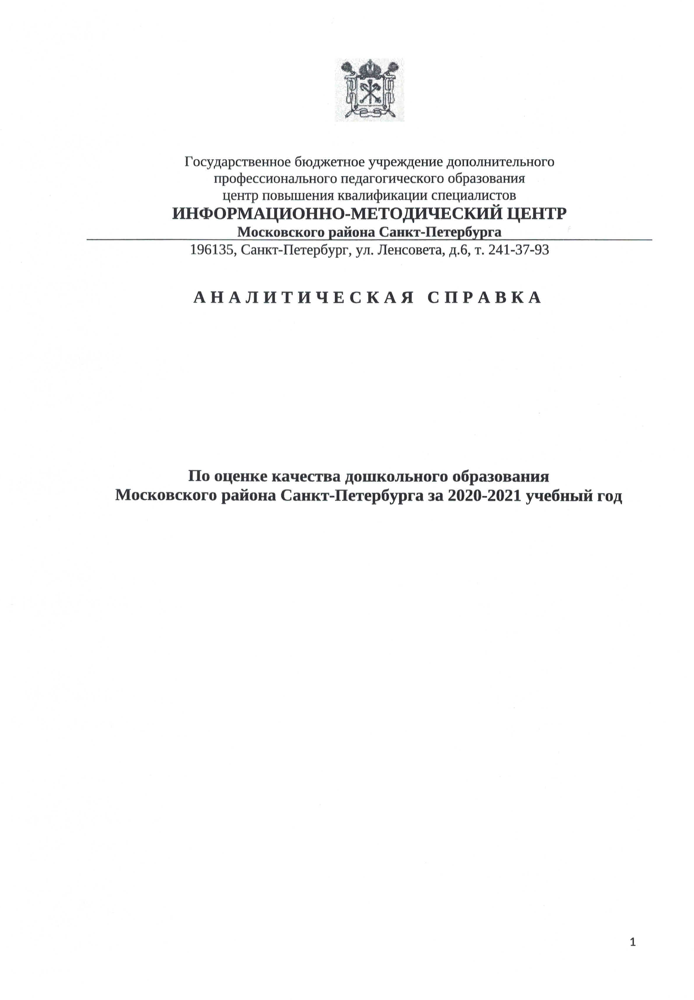 Государственное бюджетное учреждение дополнительного
профессионального педагогического образования
центр повышения квалификации специалистов
ИНФОРМАЦИОННО-МЕТОДИЧЕСКИЙ ЦЕНТР
Московского района Санкт-Петербурга
196135, Санкт-Петербург, ул. Ленсовета, д.6, т. 241-37-93
АНАЛИТИЧЕСКАЯ СПРАВКА
По оценке качества дошкольного образования
Московского района Санкт-Петербурга за 2020-2021 учебный год
1